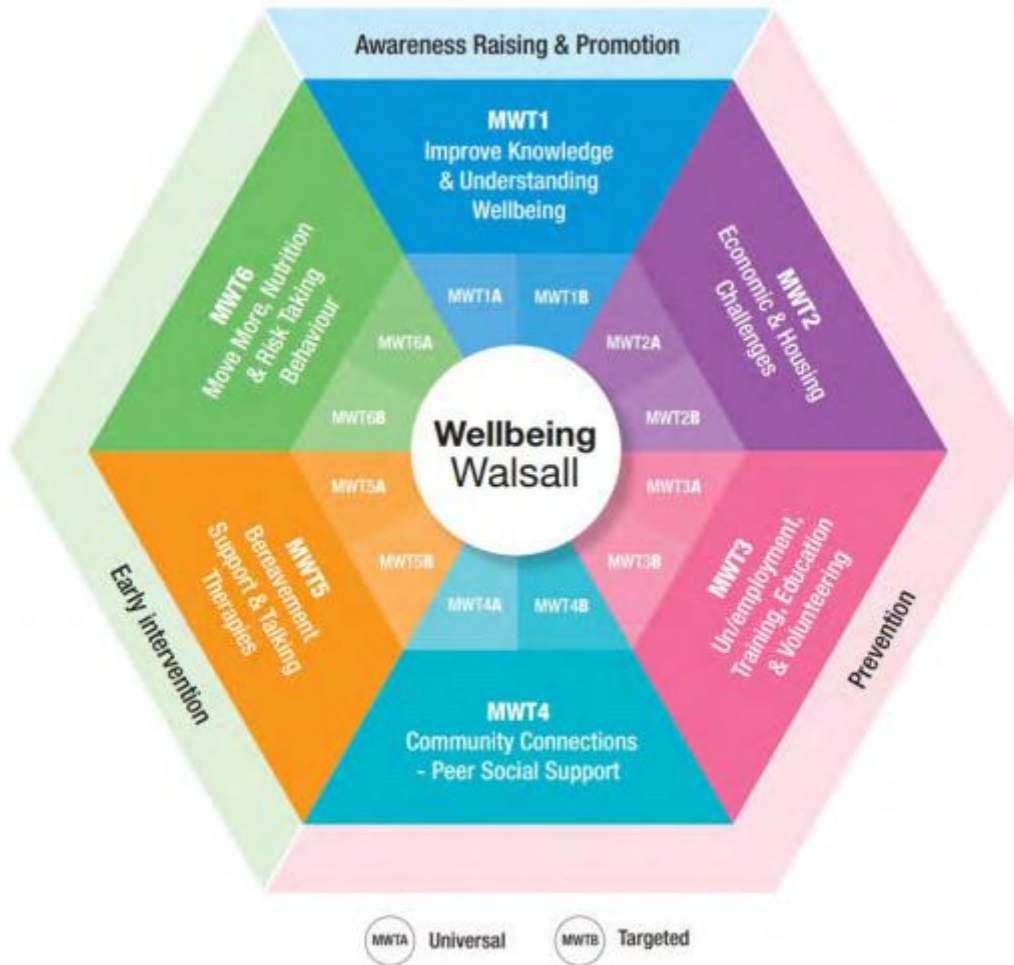 Awareness Raising & Promotion
MWT1
Improve Knowledge
& Understanding
Wellbeing
MWT1A
MWT1B
MWT2
Economic & Housing
Challenges
MWT2A
MWT2B
MWT3
Un/employment,
Training, Education
& Volunteering
MWT3A
MWT3B
Prevention
MWT4
Community Connections
- Peer Social Support
MWT4A
MWT4B
MWT5
Bereavement
Support & Talking
Therapies
MWT5A
MWT5B
Early intervention
MWT6
Move More, Nutrition
& Risk Taking
Behaviour
MWT6A
MWT6B
Wellbeing
Walsall
MWTA Universal
MWTB Targeted